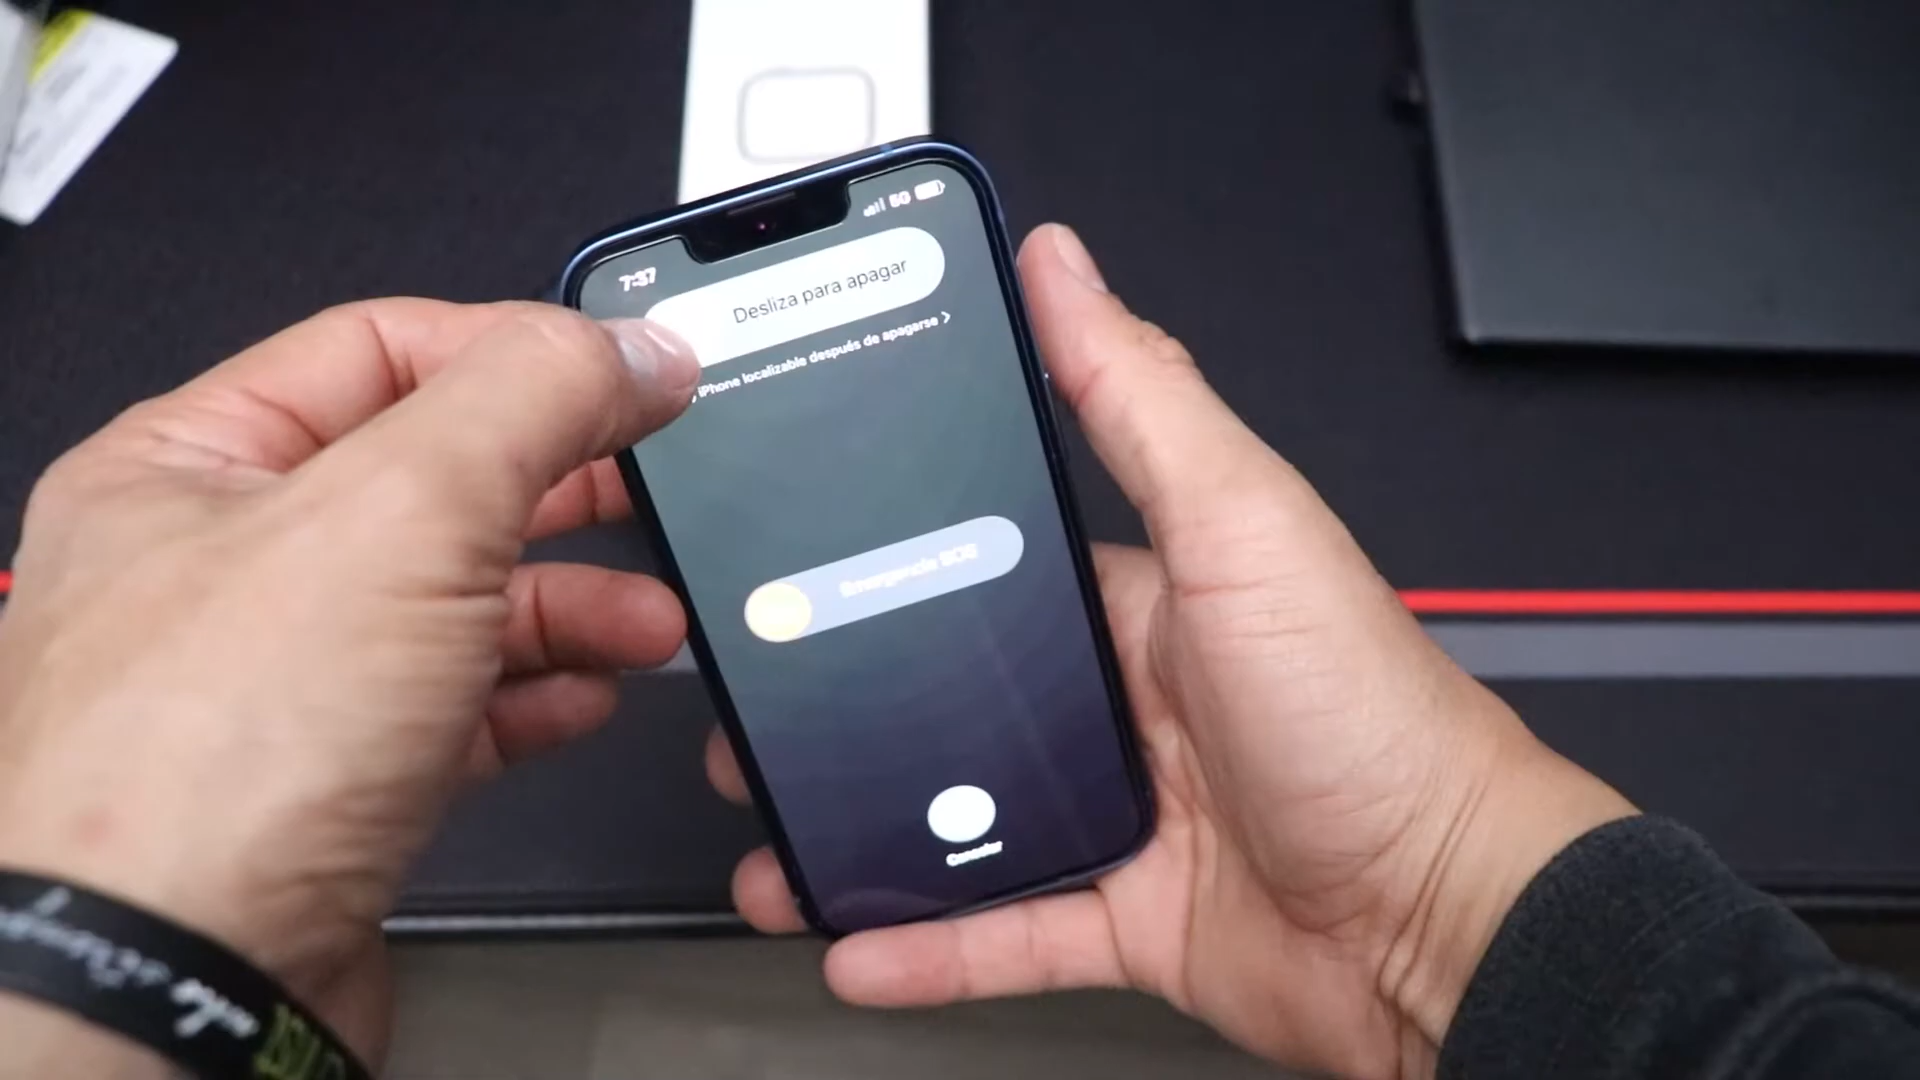 7:37
5G
Desliza para apagar
iPhone localizable después de apagarse >
Emergencia SOS
Cancelar